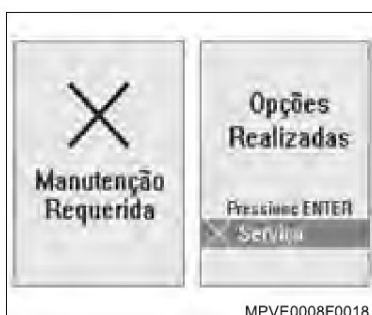 Manutenção
Requerida
Opções
Realizadas
Pressione ENTER
Serviço
MPVE0008F0018